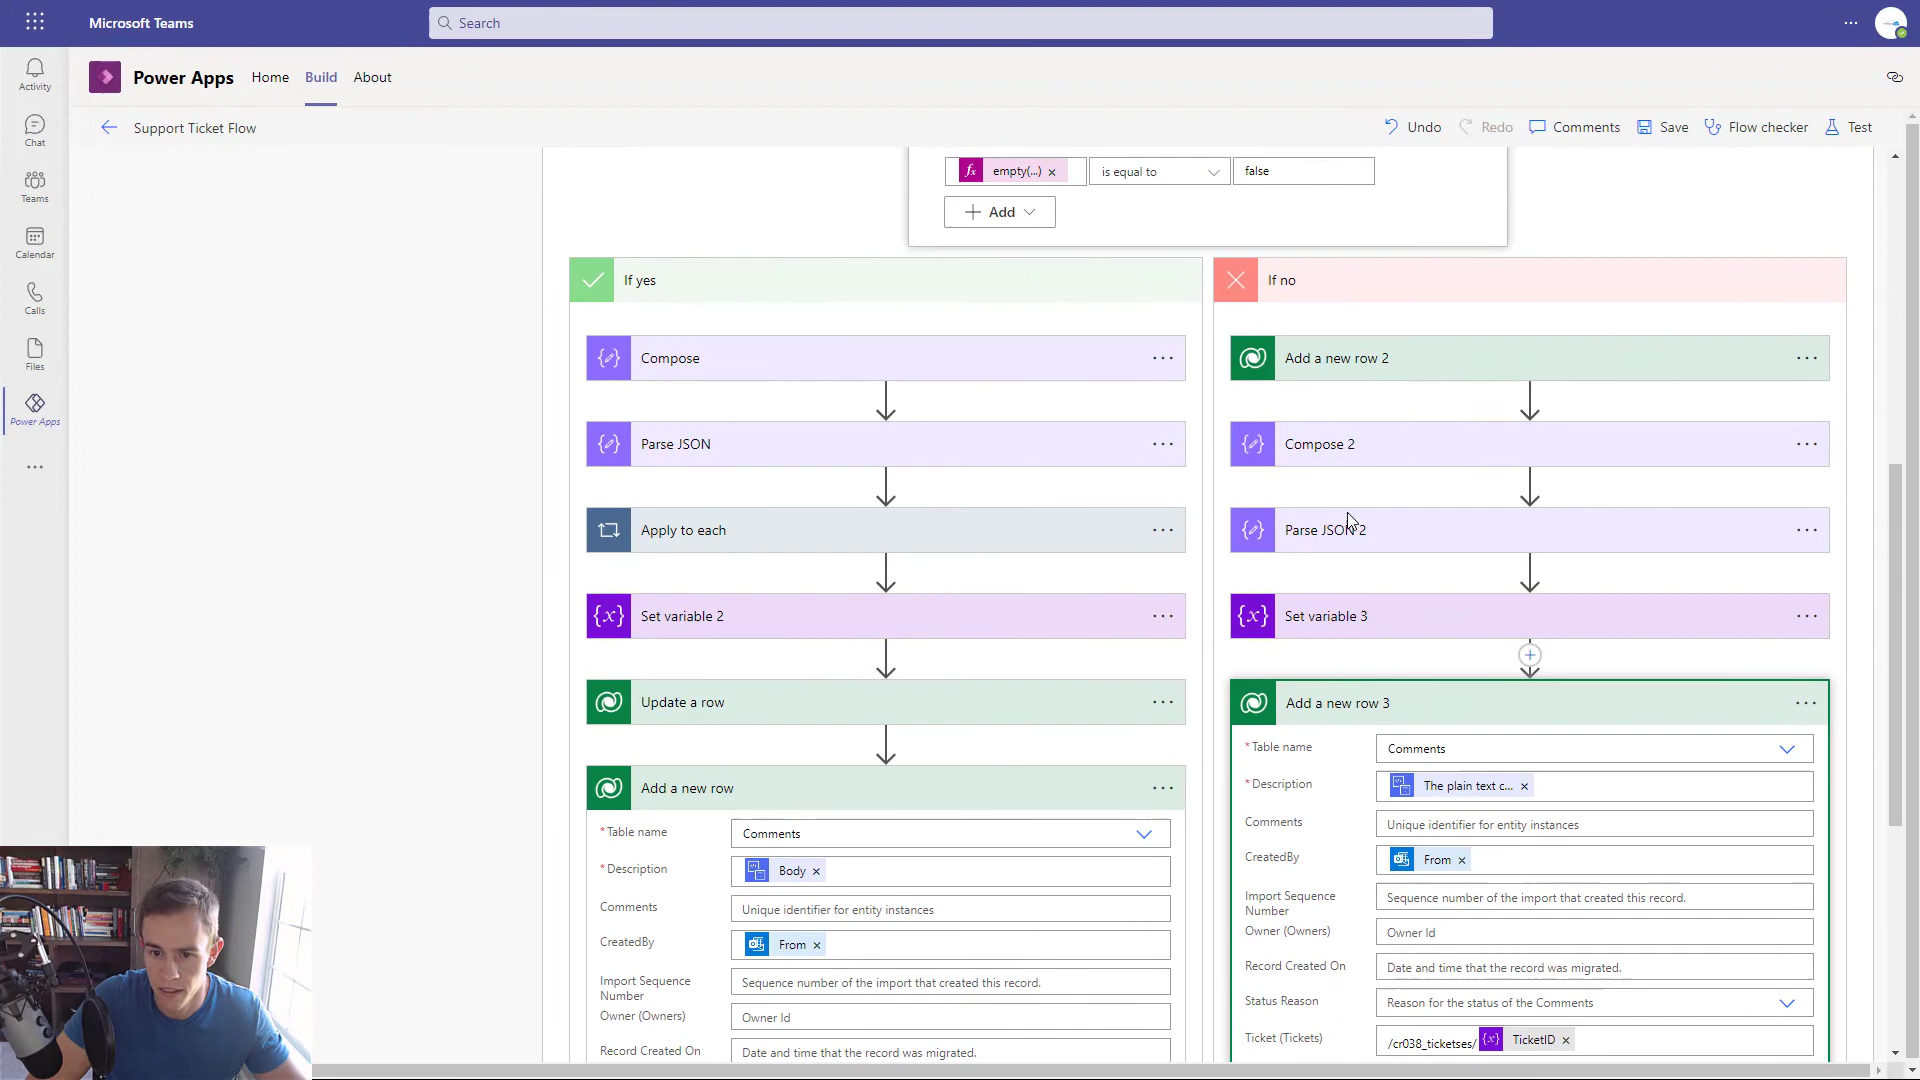 Microsoft Teams
Search
Activity
Chat
Teams
Calendar
Calls
Files
Power Apps
Power Apps
Home
Build
About
Support Ticket Flow
Undo
Redo
Comments
Save
Flow checker
Test
fx empty(...) ×
is equal to
false
+ Add
If yes
Compose
Parse JSON
Apply to each
{x} Set variable 2
Update a row
Add a new row
* Table name
Comments
* Description
Body ×
Comments
Unique identifier for entity instances
CreatedBy
From ×
Import Sequence
Number
Sequence number of the import that created this record.
Owner (Owners)
Owner Id
Record Created On
Date and time that the record was migrated.
If no
Add a new row 2
Compose 2
Parse JSON 2
{x} Set variable 3
Add a new row 3
* Table name
Comments
* Description
The plain text c... ×
Comments
Unique identifier for entity instances
CreatedBy
From ×
Import Sequence
Number
Sequence number of the import that created this record.
Owner (Owners)
Owner Id
Record Created On
Date and time that the record was migrated.
Status Reason
Reason for the status of the Comments
Ticket (Tickets)
/cr038_ticketses/ {x} TicketID ×